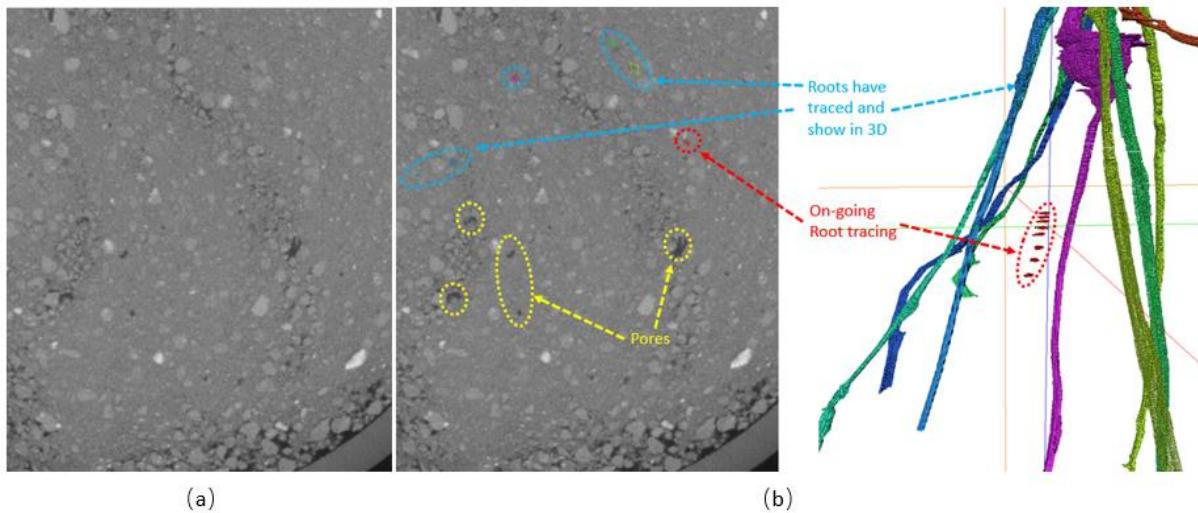 Roots have
traced and
show in 3D
On-going
Root tracing
Pores
(a)
(b)